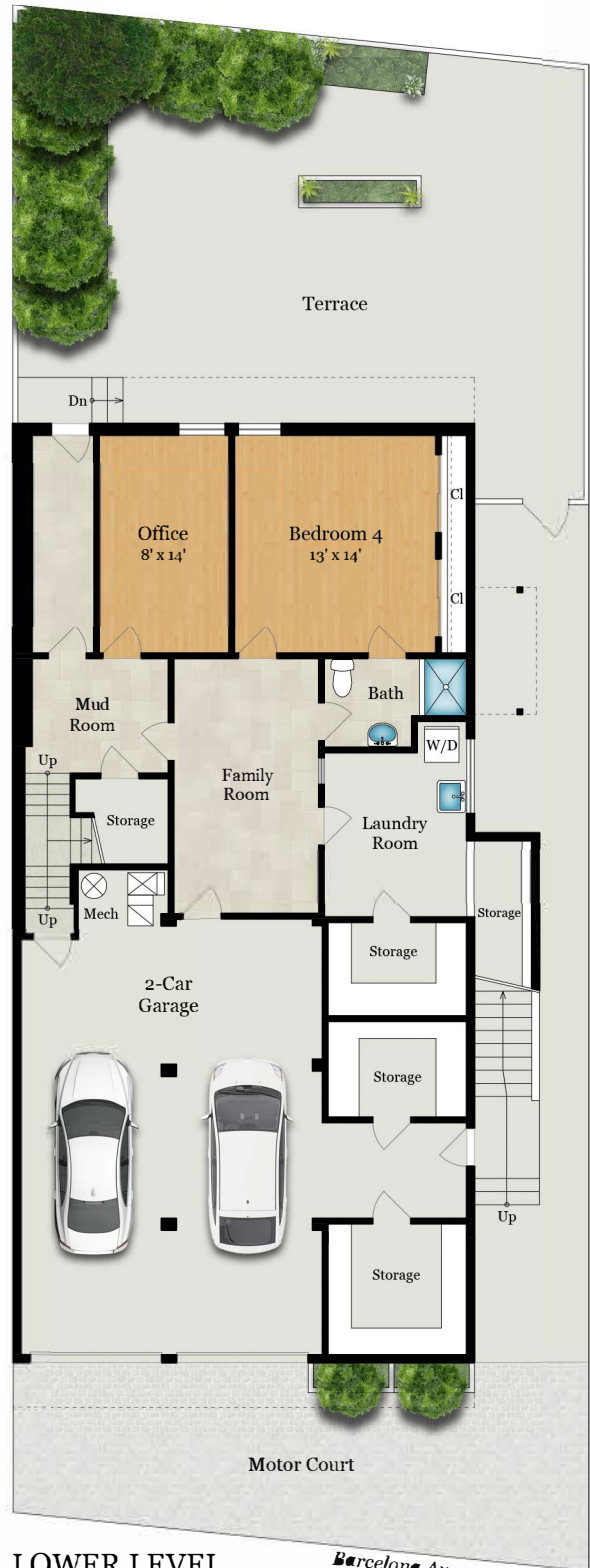 Terrace
Dn
Office
8' x 14'
Bedroom 4
13' x 14'
Cl
Cl
Mud
Room
Bath
W/D
Up
Family
Room
Storage
Laundry
Room
Up
Mech
Storage
Storage
2-Car
Garage
Storage
Up
Storage
Motor Court
LOWER LEVEL
Barcelona